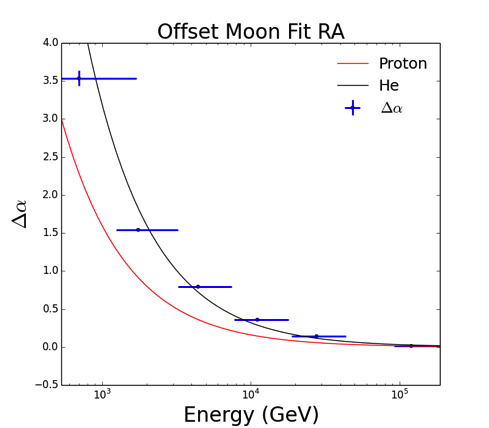 Offset Moon Fit RA
4.0
3.5
3.0
2.5
2.0
1.5
1.0
0.5
0.0
−0.5
Δα
Proton
He
Δα
10³
10⁴
10⁵
Energy (GeV)